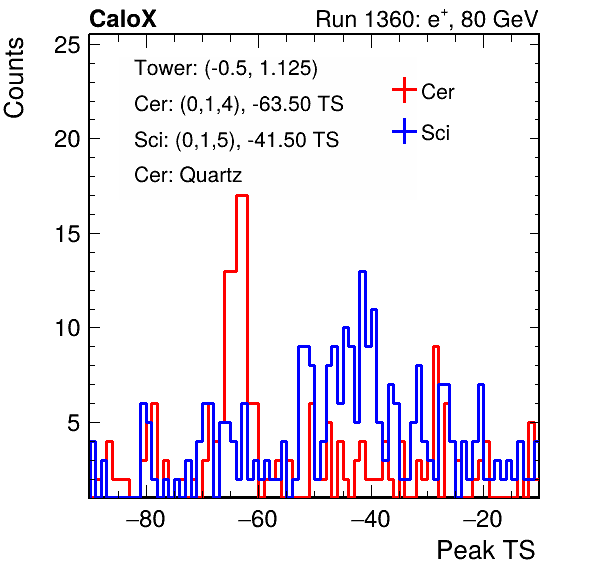 CaloX Run 1360: e⁺, 80 GeV
Counts
Tower: (-0.5, 1.125)
Cer: (0,1,4), -63.50 TS
Sci: (0,1,5), -41.50 TS
Cer: Quartz
Cer
Sci
25
20
15
10
5
−80 −60 −40 −20
Peak TS